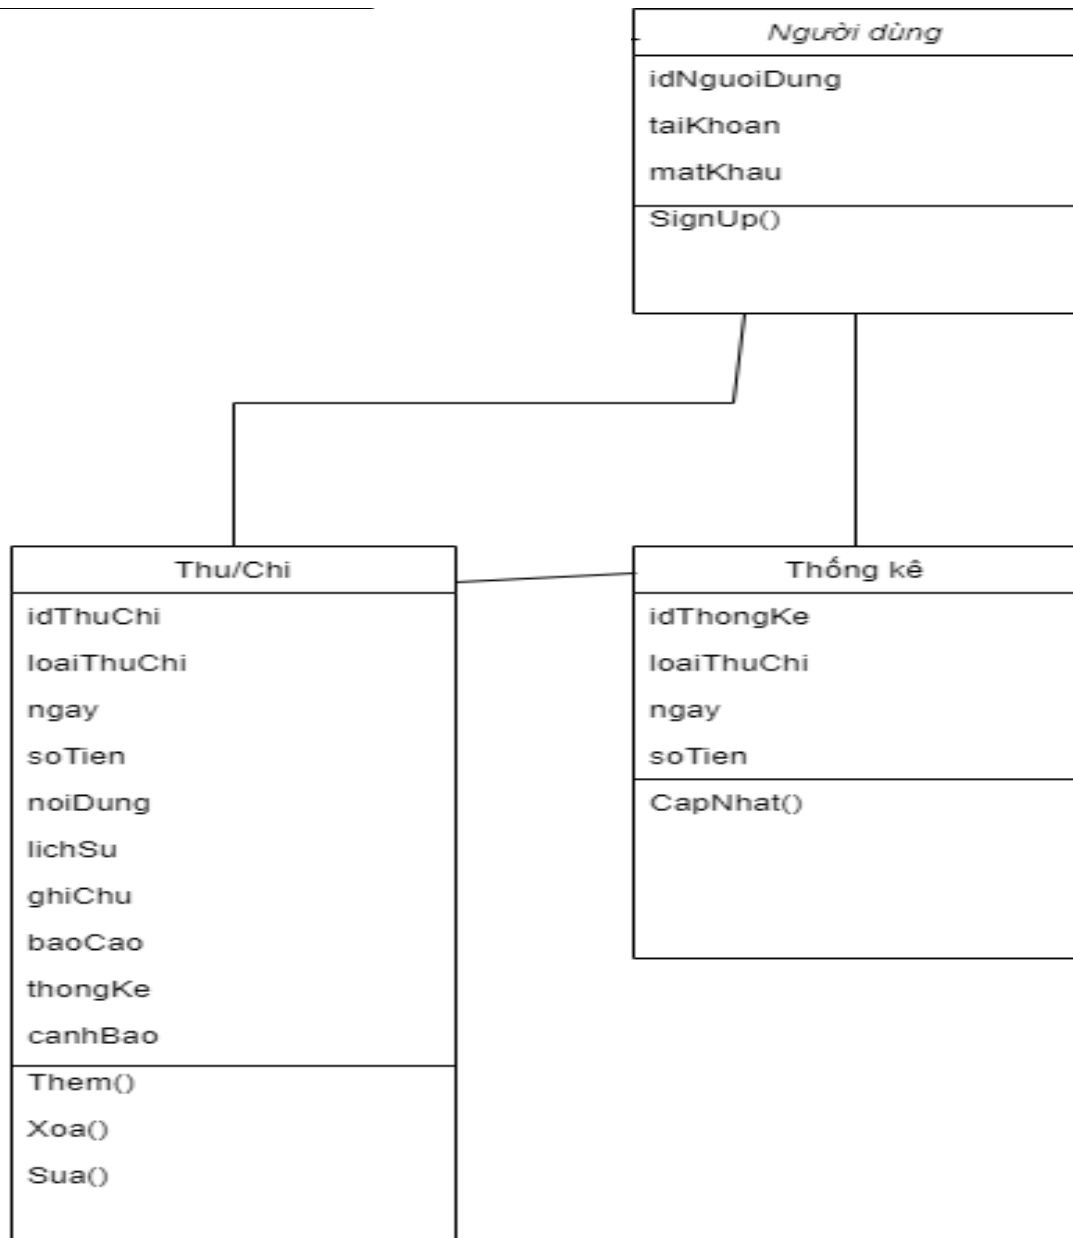 Người dùng
idNguoiDung
taiKhoan
matKhau
SignUp()
Thu/Chi
idThuChi
loaiThuChi
ngay
soTien
noiDung
lichSu
ghiChu
baoCao
thongKe
canhBao
Them()
Xoa()
Sua()
Thống kê
idThongKe
loaiThuChi
ngay
soTien
CapNhat()